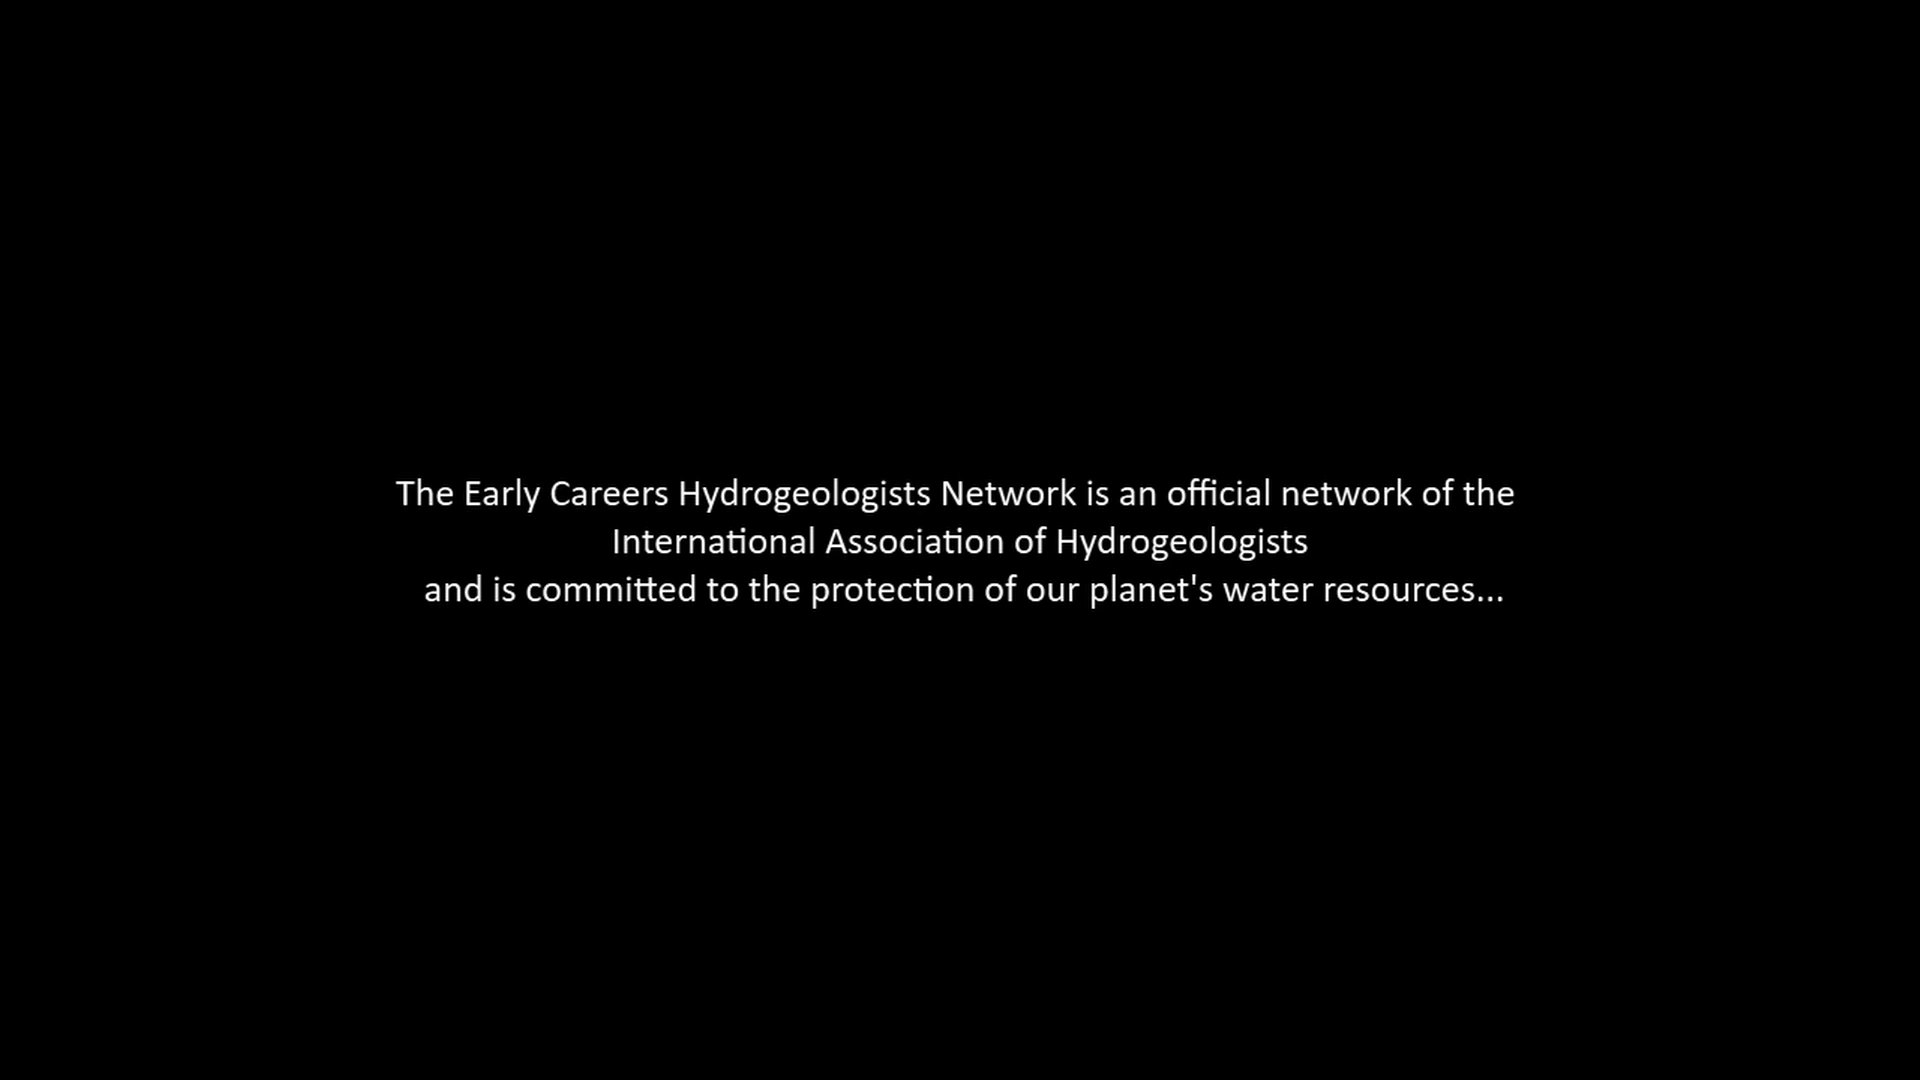 The Early Careers Hydrogeologists Network is an official network of the
International Association of Hydrogeologists
and is committed to the protection of our planet's water resources...